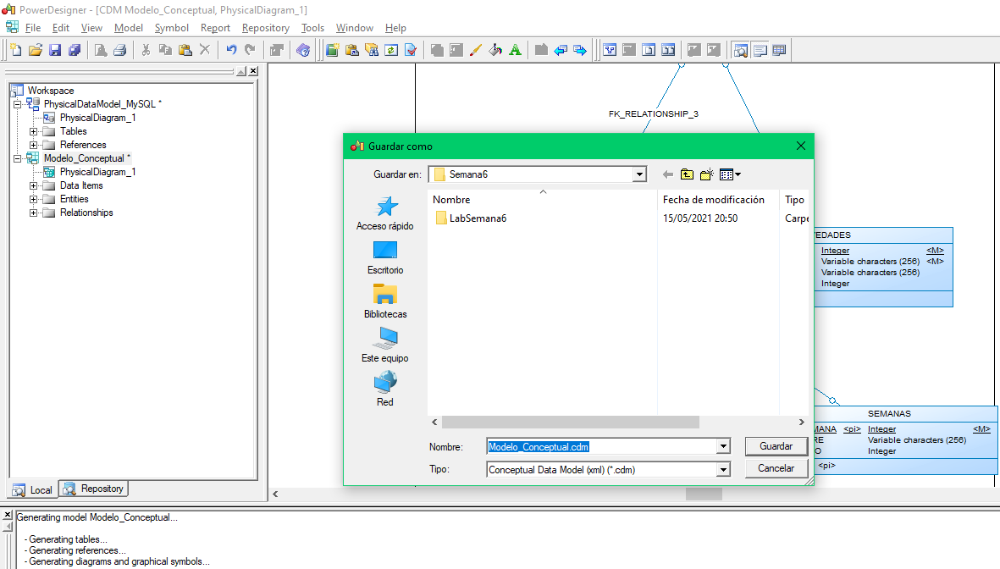 PowerDesigner - [CDM Modelo_Conceptual, PhysicalDiagram_1]
File Edit View Model Symbol Report Repository Tools Window Help
Workspace
PhysicalDataModel_MySQL *
PhysicalDiagram_1
Tables
References
Modelo_Conceptual *
PhysicalDiagram_1
Data Items
Entities
Relationships
Local Repository
FK_RELATIONSHIP_3
Guardar como
Guardar en: Semana6
Nombre Fecha de modificación Tipo
LabSemana6 15/05/2021 20:50 Carpe
Acceso rápido
Escritorio
Bibliotecas
Este equipo
Red
Nombre: Modelo_Conceptual.cdm Guardar
Tipo: Conceptual Data Model (xml) (*.cdm) Cancelar
VEDADES
Integer <M>
Variable characters (256) <M>
Variable characters (256)
Integer
SEMANAS
MANA <pi> Integer <M>
RE Variable characters (256)
O Integer
<pi>
Generating model Modelo_Conceptual...
- Generating tables...
- Generating references...
- Generating diagrams and graphical symbols...